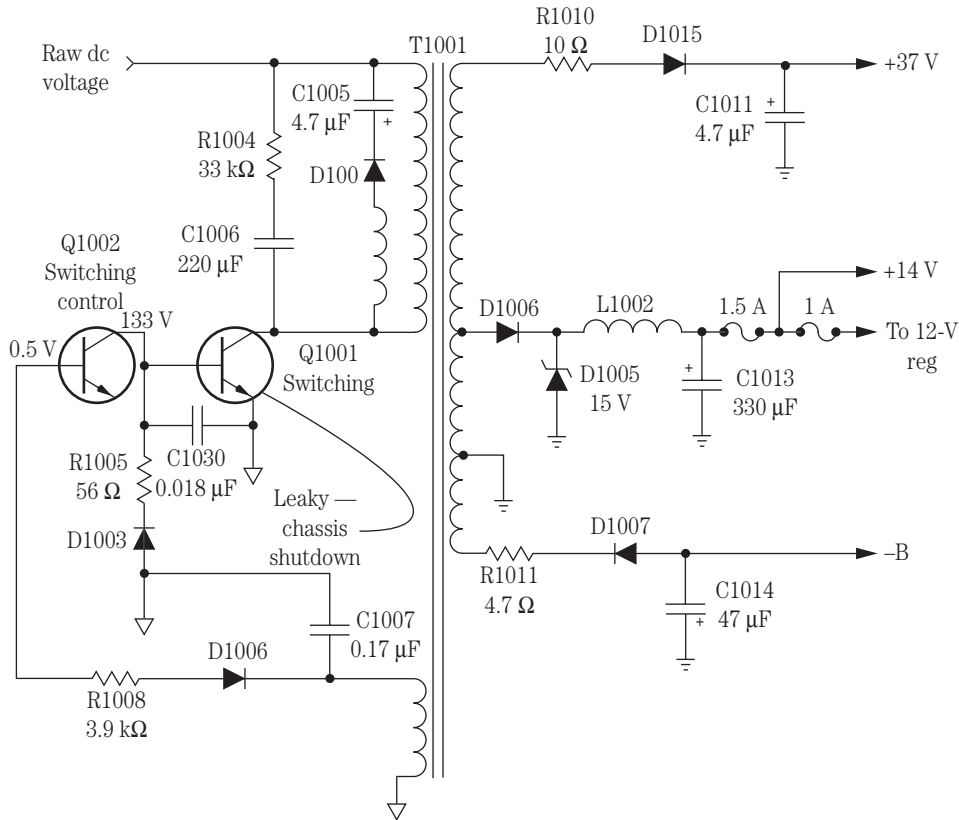 Raw dc
voltage
T1001
R1010
10 Ω
D1015
+37 V
C1005
4.7 µF
+
C1011
4.7 µF
+
R1004
33 kΩ
D100
C1006
220 µF
Q1002
Switching
control
133 V
0.5 V
Q1001
Switching
D1006
L1002
1.5 A
1 A
+14 V
To 12-V
reg
D1005
15 V
+
C1013
330 µF
R1005
56 Ω
C1030
0.018 µF
Leaky —
chassis
shutdown
D1003
D1007
–B
R1011
4.7 Ω
C1014
47 µF
+
C1007
0.17 µF
D1006
R1008
3.9 kΩ